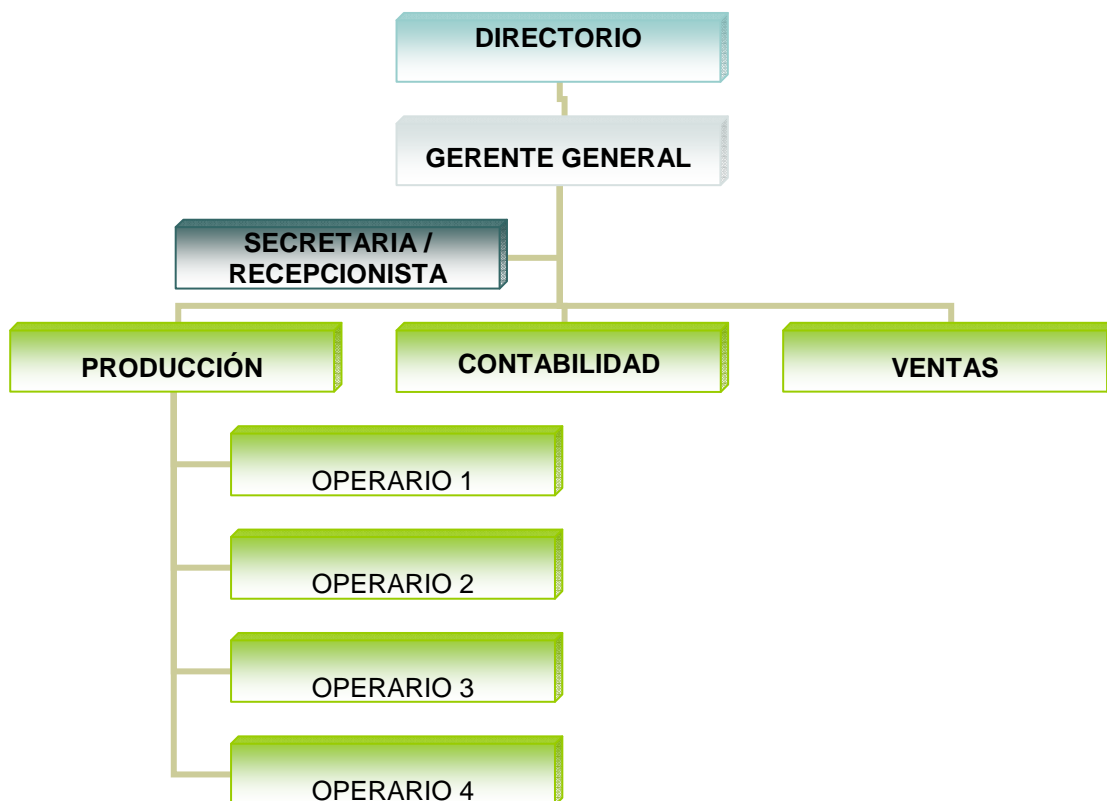 DIRECTORIO
GERENTE GENERAL
SECRETARIA /
RECEPCIONISTA
PRODUCCIÓN
CONTABILIDAD
VENTAS
OPERARIO 1
OPERARIO 2
OPERARIO 3
OPERARIO 4